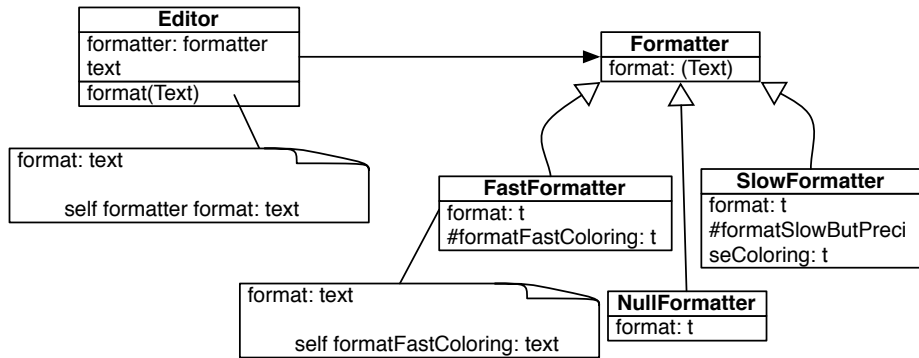 Editor
formatter: formatter
text
format(Text)
Formatter
format: (Text)
format: text
self formatter format: text
FastFormatter
format: t
#formatFastColoring: t
SlowFormatter
format: t
#formatSlowButPreci
seColoring: t
format: text
self formatFastColoring: text
NullFormatter
format: t